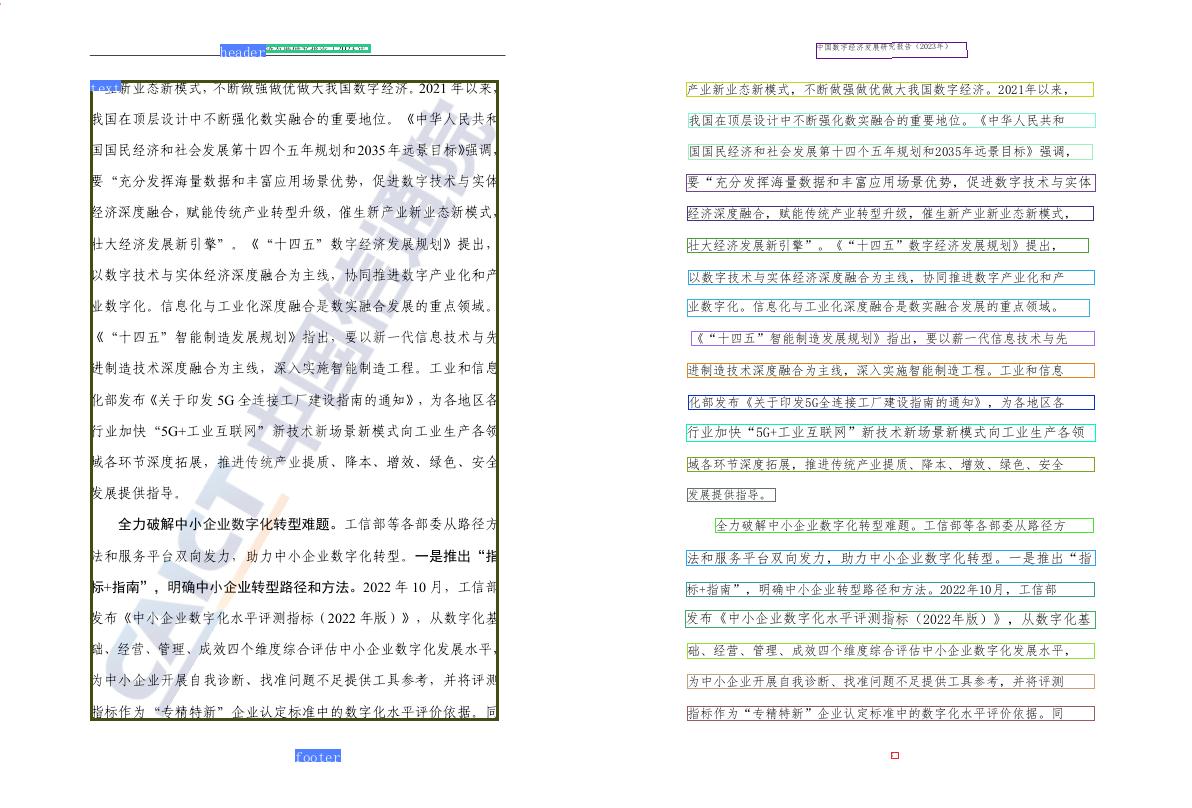 header
text
新业态新模式，不断做强做优做大我国数字经济。2021 年以来，
我国在顶层设计中不断强化数实融合的重要地位。《中华人民共和
国国民经济和社会发展第十四个五年规划和2035年远景目标》强调，
要“充分发挥海量数据和丰富应用场景优势，促进数字技术与实体
经济深度融合，赋能传统产业转型升级，催生新产业新业态新模式，
壮大经济发展新引擎”。《“十四五”数字经济发展规划》提出，
以数字技术与实体经济深度融合为主线，协同推进数字产业化和产
业数字化。信息化与工业化深度融合是数实融合发展的重点领域。
《“十四五”智能制造发展规划》指出，要以新一代信息技术与先
进制造技术深度融合为主线，深入实施智能制造工程。工业和信息
化部发布《关于印发 5G 全连接工厂建设指南的通知》，为各地区各
行业加快“5G+工业互联网”新技术新场景新模式向工业生产各领
域各环节深度拓展，推进传统产业提质、降本、增效、绿色、安全
发展提供指导。
全力破解中小企业数字化转型难题。工信部等各部委从路径方
法和服务平台双向发力，助力中小企业数字化转型。一是推出“指
标+指南”，明确中小企业转型路径和方法。2022 年 10 月，工信部
发布《中小企业数字化水平评测指标（2022 年版）》，从数字化基
础、经营、管理、成效四个维度综合评估中小企业数字化发展水平，
为中小企业开展自我诊断、找准问题不足提供工具参考，并将评测
指标作为“专精特新”企业认定标准中的数字化水平评价依据。同
CAICT 中国信通院
footer
中国数字经济发展研究报告（2023年）
产业新业态新模式，不断做强做优做大我国数字经济。2021年以来，
我国在顶层设计中不断强化数实融合的重要地位。《中华人民共和
国国民经济和社会发展第十四个五年规划和2035年远景目标》强调，
要“充分发挥海量数据和丰富应用场景优势，促进数字技术与实体
经济深度融合，赋能传统产业转型升级，催生新产业新业态新模式，
壮大经济发展新引擎”。《“十四五”数字经济发展规划》提出，
以数字技术与实体经济深度融合为主线，协同推进数字产业化和产
业数字化。信息化与工业化深度融合是数实融合发展的重点领域。
《“十四五”智能制造发展规划》指出，要以薪一代信息技术与先
进制造技术深度融合为主线，深入实施智能制造工程。工业和信息
化部发布《关于印发5G全连接工厂建设指南的通知》，为各地区各
行业加快“5G+工业互联网”新技术新场景新模式向工业生产各领
域各环节深度拓展，推进传统产业提质、降本、增效、绿色、安全
发展提供指导。
全力破解中小企业数字化转型难题。工信部等各部委从路径方
法和服务平台双向发力，助力中小企业数字化转型。一是推出“指
标+指南”，明确中小企业转型路径和方法。2022年10月，工信部
发布《中小企业数字化水平评测指标（2022年版）》，从数字化基
础、经营、管理、成效四个维度综合评估中小企业数字化发展水平，
为中小企业开展自我诊断、找准问题不足提供工具参考，并将评测
指标作为“专精特新”企业认定标准中的数字化水平评价依据。同